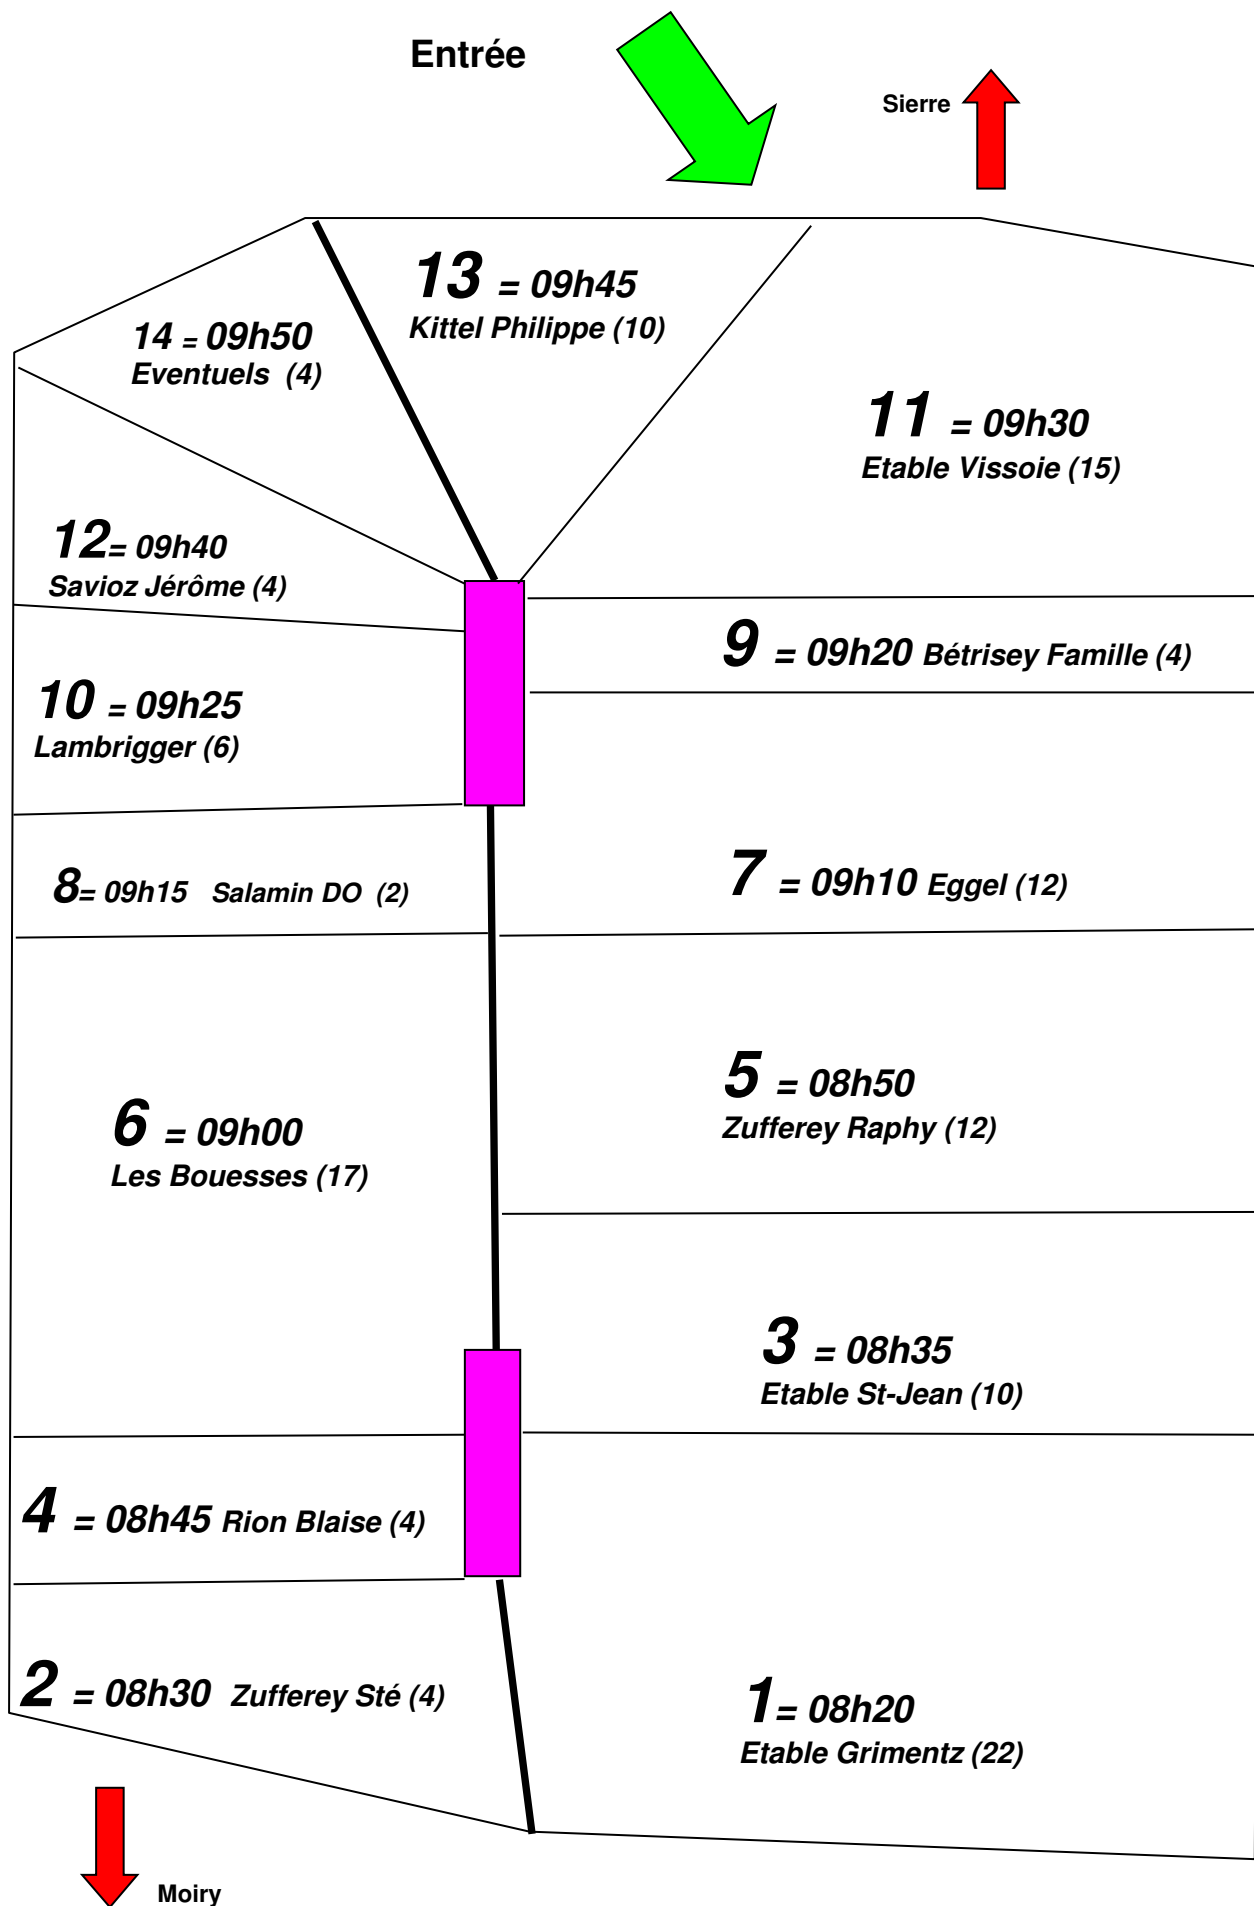 Entrée
Sierre
13 = 09h45
Kittel Philippe (10)
14 = 09h50
Eventuels (4)
11 = 09h30
Etable Vissoie (15)
12= 09h40
Savioz Jérôme (4)
9 = 09h20 Bétrisey Famille (4)
10 = 09h25
Lambrigger (6)
7 = 09h10 Eggel (12)
8= 09h15 Salamin DO (2)
5 = 08h50
Zufferey Raphy (12)
6 = 09h00
Les Bouesses (17)
3 = 08h35
Etable St-Jean (10)
4 = 08h45 Rion Blaise (4)
2 = 08h30 Zufferey Sté (4)
1= 08h20
Etable Grimentz (22)
Moiry